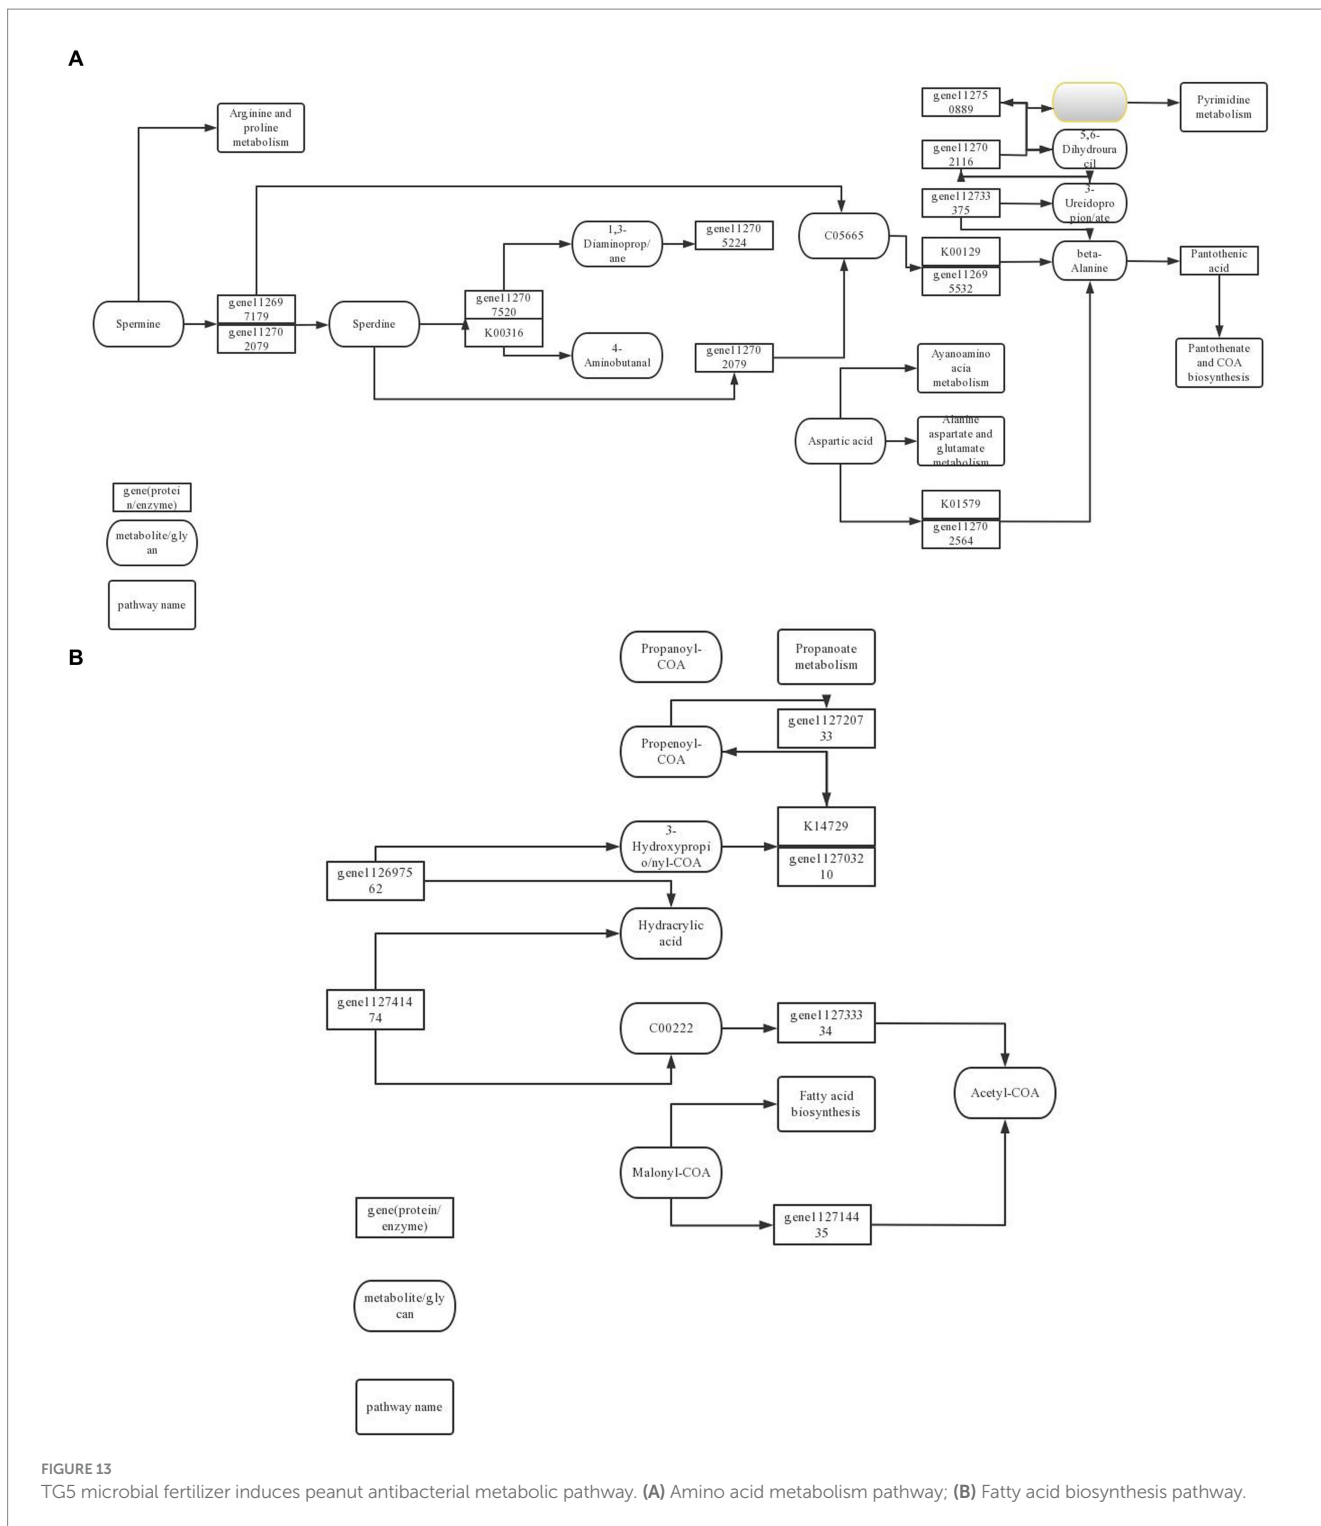 A
Arginine and
proline
metabolism
Spermine
gene11269
7179
gene11270
2079
Sperdine
gene11270
7520
K00316
1,3-
Diaminoprop/
ane
gene11270
5224
4-
Aminobutanal
gene11270
2079
C05665
gene11275
0889
gene11270
2116
gene112733
375
K00129
gene11269
5532
5,6-
Dihydroura
cil
3-
Ureidopro
pion/ate
beta-
Alanine
Pyrimidine
metabolism
Pantothenic
acid
Pantothenate
and COA
biosynthesis
Ayanoamino
acia
metabolism
Aspartic acid
Alanine
aspartate and
glutamate
metabolism
K01579
gene11270
2564
gene(protei
n/enzyme)
metabolite/gly
an
pathway name
B
Propanoyl-
COA
Propanoate
metabolism
gene1127207
33
Propenoyl-
COA
3-
Hydroxypropi
o/nyl-COA
K14729
gene1127032
10
gene1126975
62
Hydracrylic
acid
gene1127414
74
C00222
gene1127333
34
Acetyl-COA
Fatty acid
biosynthesis
Malonyl-COA
gene1127144
35
gene(protein/
enzyme)
metabolite/gly
can
pathway name
FIGURE 13
TG5 microbial fertilizer induces peanut antibacterial metabolic pathway. (A) Amino acid metabolism pathway; (B) Fatty acid biosynthesis pathway.